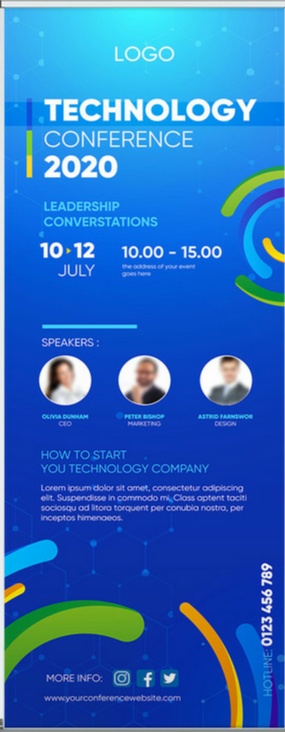 LOGO
TECHNOLOGY
CONFERENCE
2020
LEADERSHIP
CONVERSTATIONS
10 12
JULY
10.00 - 15.00
the address of your event
goes here
SPEAKERS :
OLIVIA DUNHAM
CEO
PETER BISHOP
MARKETING
ASTRID FARNSWOR
DESIGN
HOW TO START
YOU TECHNOLOGY COMPANY
Lorem ipsum dolor sit amet, consectetur adipiscing
elit. Suspendisse in commodo mi. Class aptent taciti
sociosqu ad litora torquent per conubia nostra, per
inceptos himenaeos.
HOTLINE: 0123 456 789
MORE INFO:
www.yourconferencewebsite.com